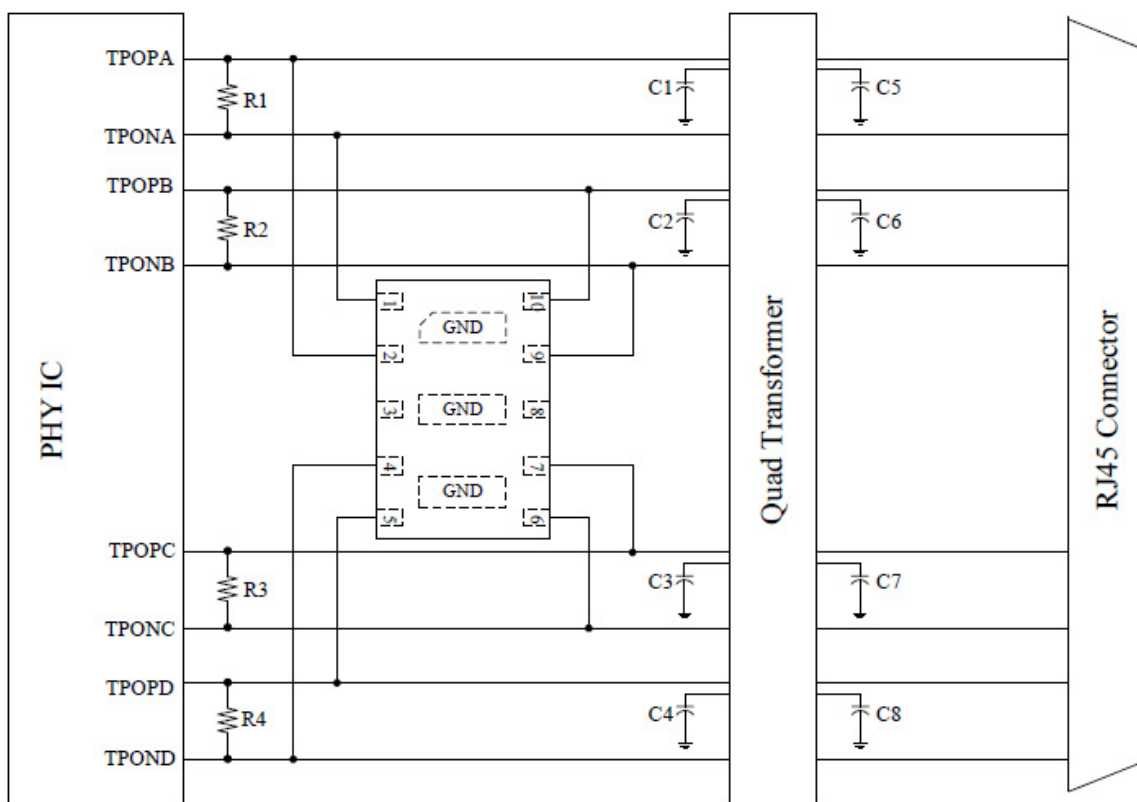 TPOPA
R1
C1
C5
TPONA
TPOPB
R2
C2
C6
TPONB
1
10
GND
2
9
3
GND
8
4
7
GND
5
6
PHY IC
Quad Transformer
RJ45 Connector
TPOPC
R3
C3
C7
TPONC
TPOPD
R4
C4
C8
TPOND